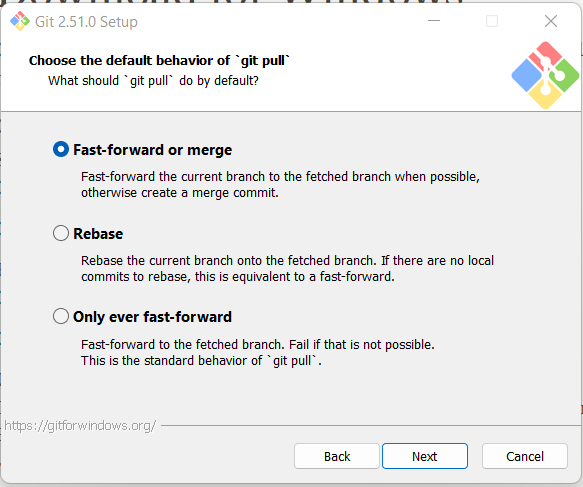 Git 2.51.0 Setup
Choose the default behavior of `git pull`
What should `git pull` do by default?
Fast-forward or merge
Fast-forward the current branch to the fetched branch when possible,
otherwise create a merge commit.
Rebase
Rebase the current branch onto the fetched branch. If there are no local
commits to rebase, this is equivalent to a fast-forward.
Only ever fast-forward
Fast-forward to the fetched branch. Fail if that is not possible.
This is the standard behavior of `git pull`.
https://gitforwindows.org/
Back Next Cancel